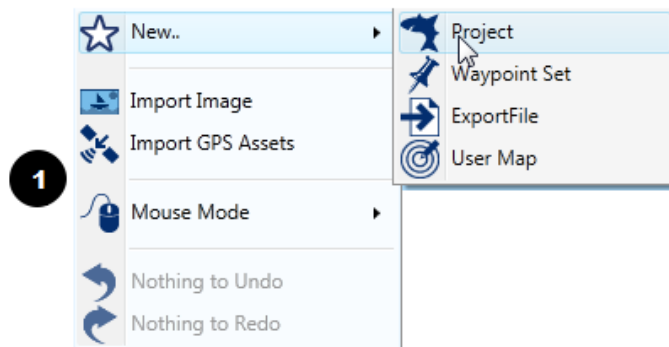 New..
Project
Waypoint Set
Import Image
ExportFile
Import GPS Assets
User Map
1
Mouse Mode
Nothing to Undo
Nothing to Redo